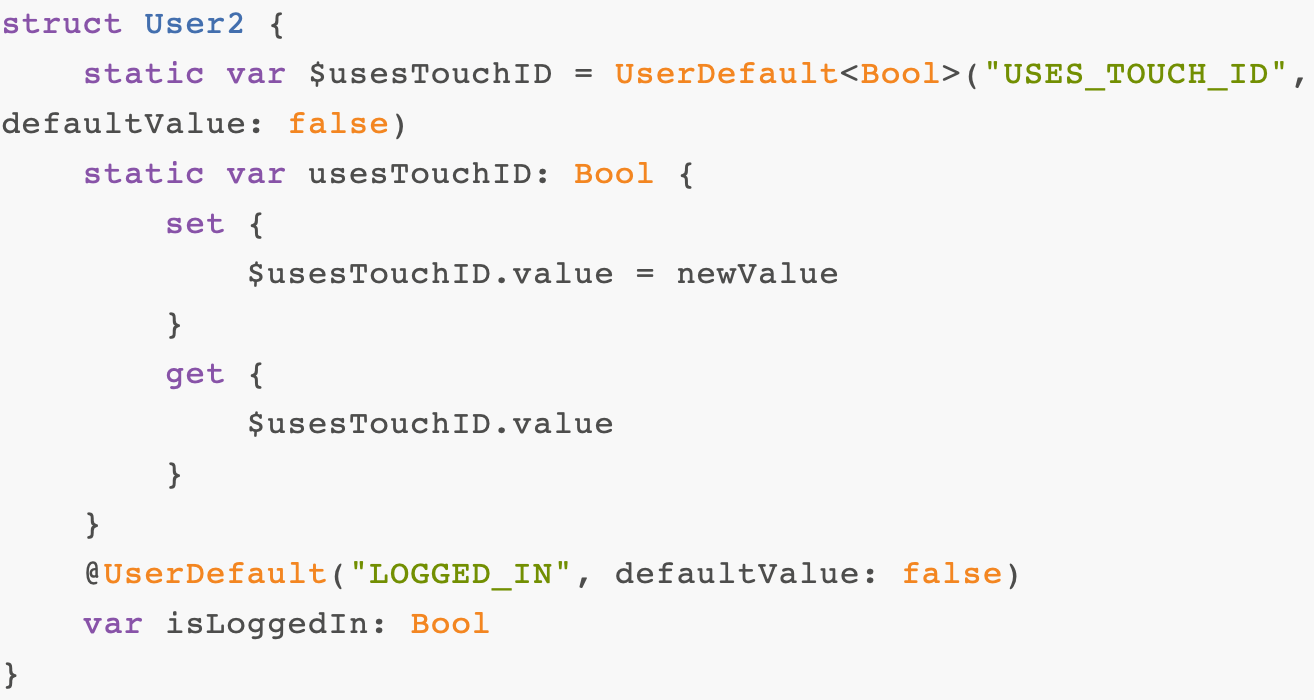 struct User2 {
    static var $usesTouchID = UserDefault<Bool>("USES_TOUCH_ID",
defaultValue: false)
    static var usesTouchID: Bool {
        set {
            $usesTouchID.value = newValue
        }
        get {
            $usesTouchID.value
        }
    }
    @UserDefault("LOGGED_IN", defaultValue: false)
    var isLoggedIn: Bool
}